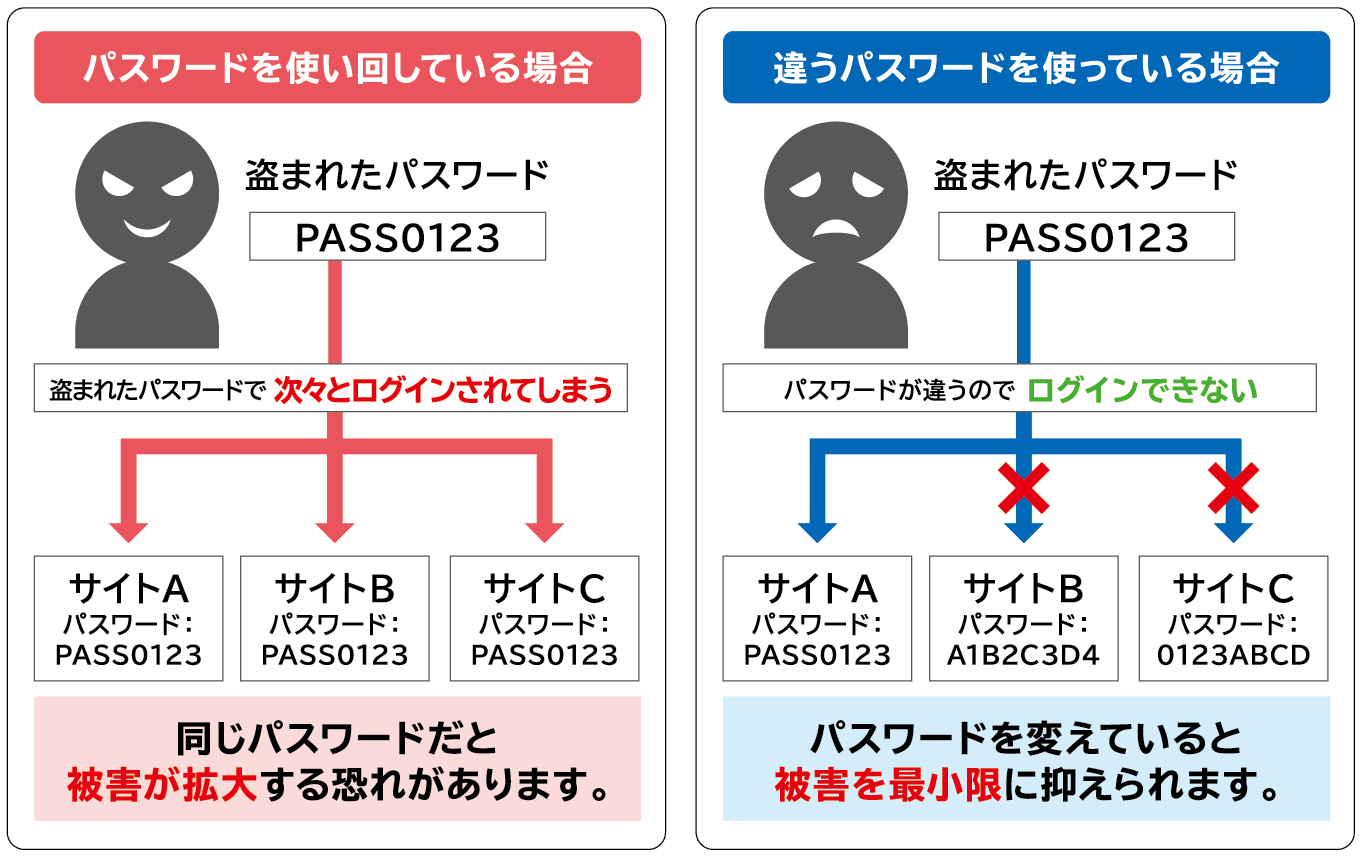 パスワードを使い回している場合
盗まれたパスワード
PASS0123
盗まれたパスワードで 次々とログインされてしまう
サイトA
パスワード：
PASS0123
サイトB
パスワード：
PASS0123
サイトC
パスワード：
PASS0123
同じパスワードだと
被害が拡大する恐れがあります。
違うパスワードを使っている場合
盗まれたパスワード
PASS0123
パスワードが違うので ログインできない
サイトA
パスワード：
PASS0123
サイトB
パスワード：
A1B2C3D4
サイトC
パスワード：
0123ABCD
パスワードを変えていると
被害を最小限に抑えられます。